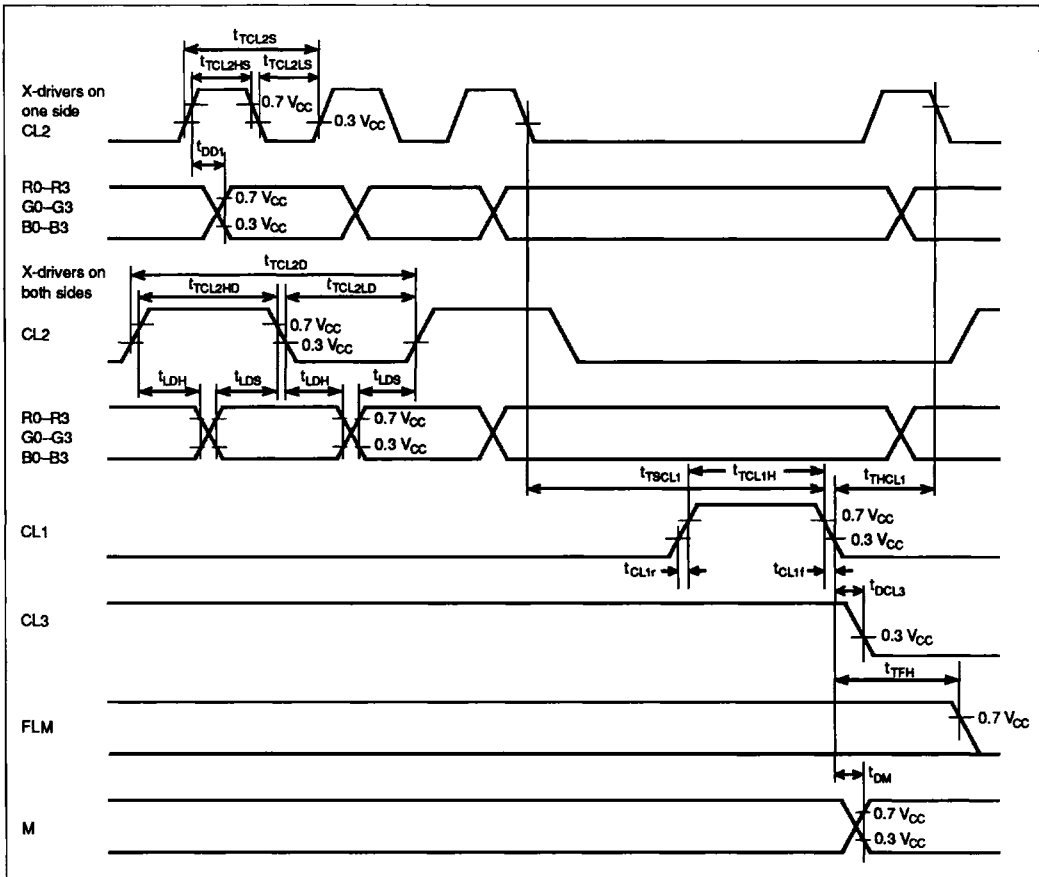 tTCL2S
tTCL2HS tTCL2LS
X-drivers on
one side
CL2
0.7 VCC
0.3 VCC
tDD1
R0–R3
G0–G3
B0–B3
0.7 VCC
0.3 VCC
X-drivers on
both sides
tTCL2D
tTCL2HD tTCL2LD
CL2
0.7 VCC
0.3 VCC
tLDH tLDS tLDH tLDS
R0–R3
G0–G3
B0–B3
0.7 VCC
0.3 VCC
tTSCL1 tTCL1H tTHCL1
CL1
0.7 VCC
0.3 VCC
tCL1r tCL1f tDCL3
CL3
0.3 VCC
tTFH
FLM
0.7 VCC
tDM
M
0.7 VCC
0.3 VCC